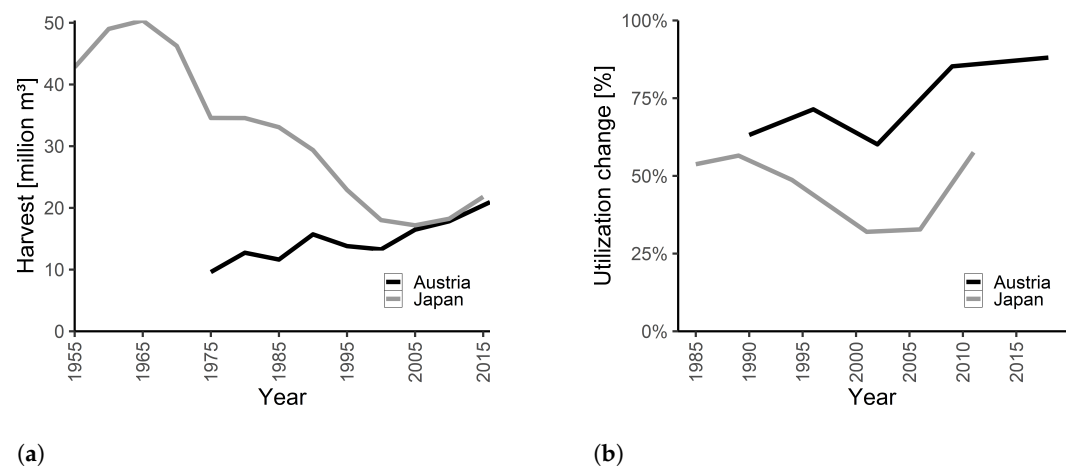 Harvest [million m³]
50
40
30
20
10
0
1955
1965
1975
1985
1995
2005
2015
Year
Austria
Japan
(a)
Utilization change [%]
100%
75%
50%
25%
0%
1985
1990
1995
2000
2005
2010
2015
Year
Austria
Japan
(b)